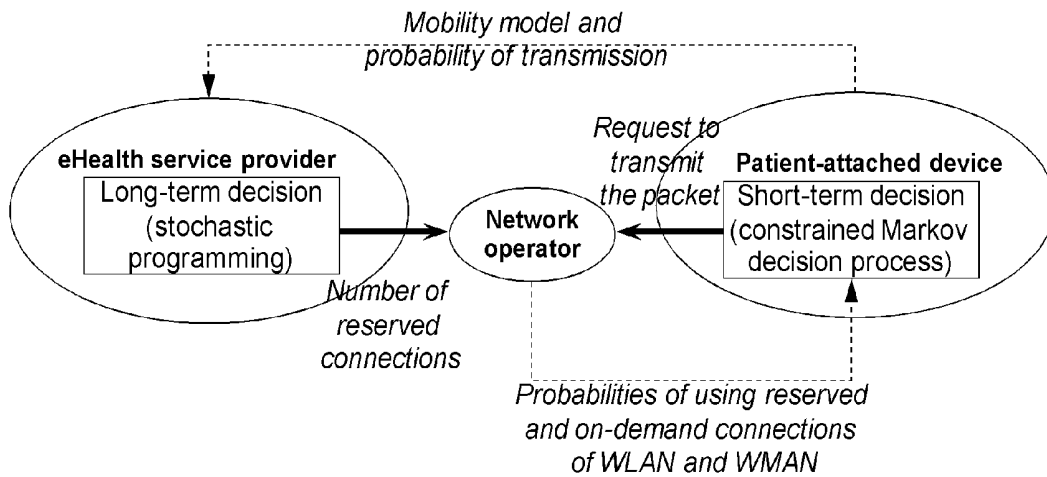 Mobility model and
probability of transmission
eHealth service provider
Long-term decision
(stochastic
programming)
Number of
reserved
connections
Network
operator
Request to
transmit
the packet
Patient-attached device
Short-term decision
(constrained Markov
decision process)
Probabilities of using reserved
and on-demand connections
of WLAN and WMAN